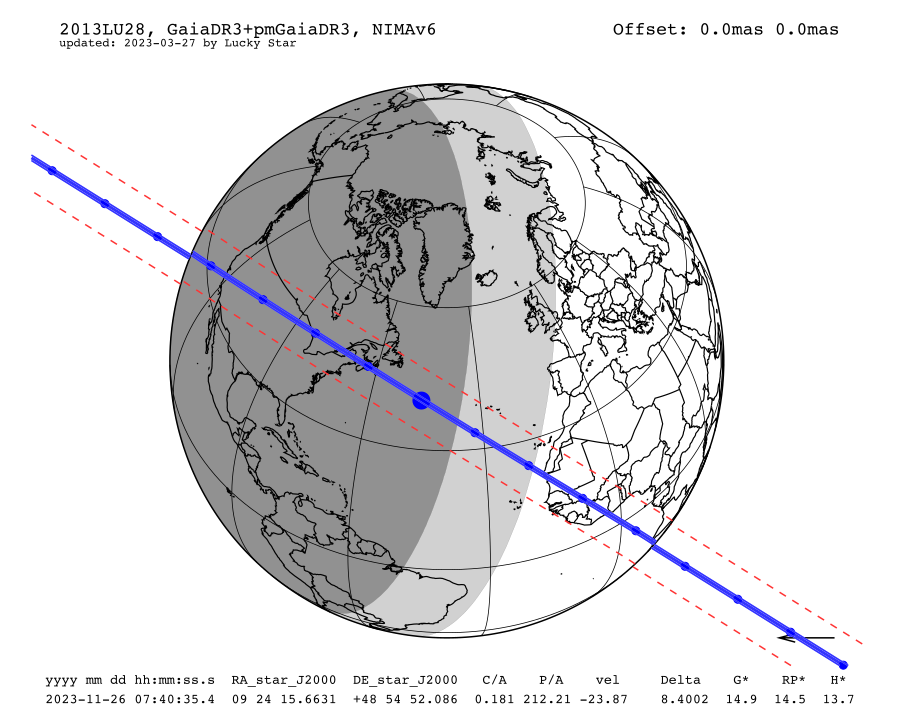 2013LU28, GaiaDR3+pmGaiaDR3, NIMAv6 Offset: 0.0mas 0.0mas
updated: 2023-03-27 by Lucky Star
yyyy mm dd hh:mm:ss.s RA_star_J2000 DE_star_J2000 C/A P/A vel Delta G* RP* H*
2023-11-26 07:40:35.4 09 24 15.6631 +48 54 52.086 0.181 212.21 -23.87 8.4002 14.9 14.5 13.7